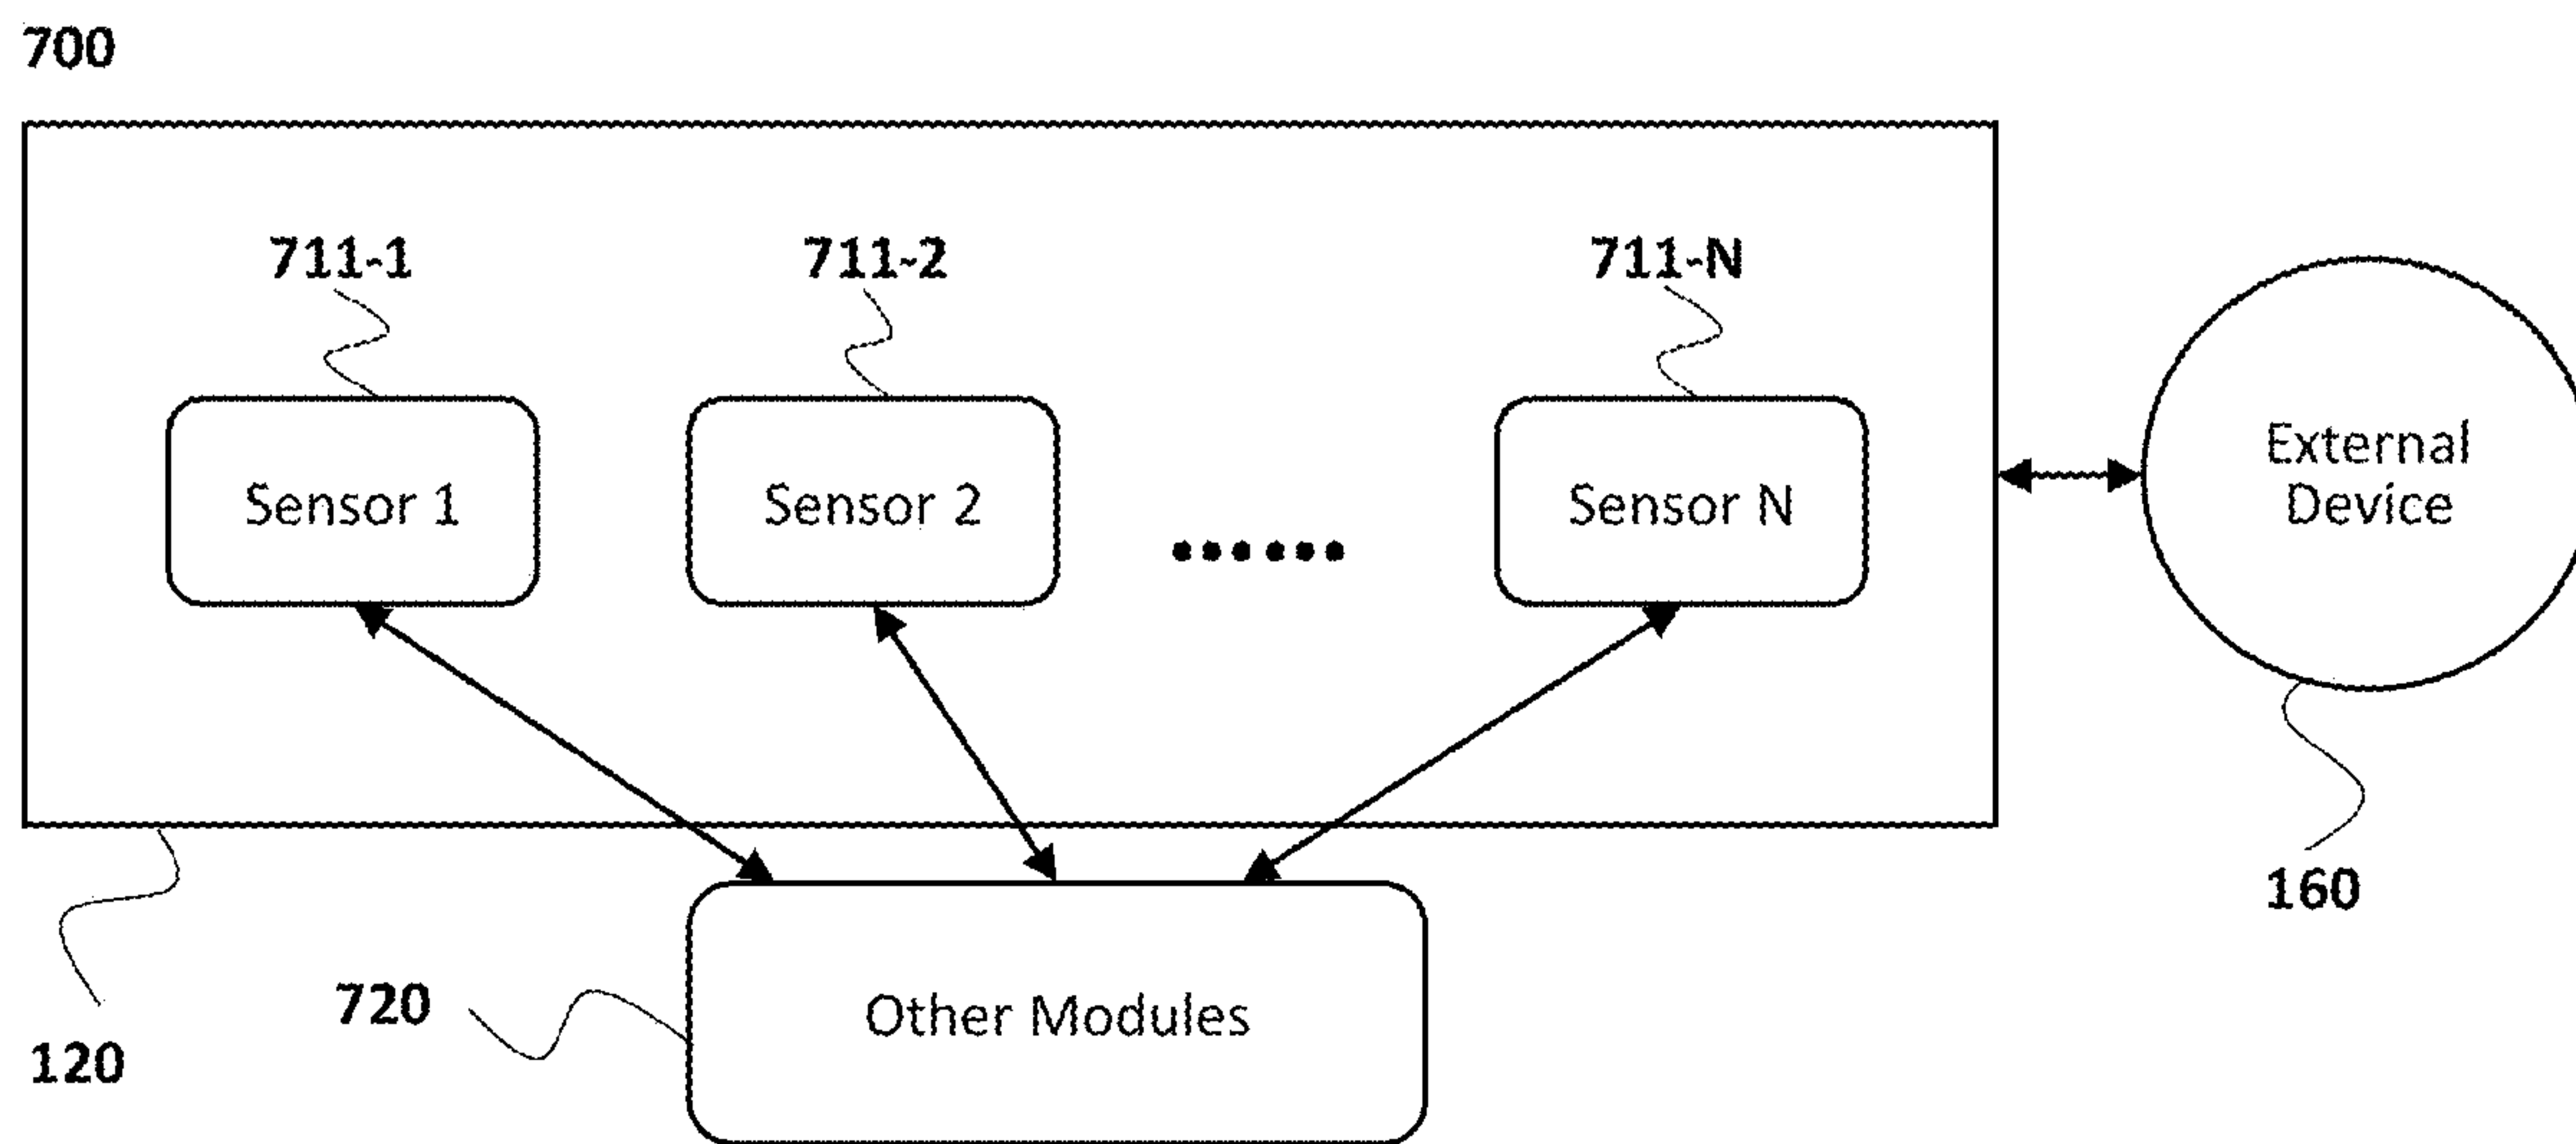 700
711-1
711-2
711-N
Sensor 1
Sensor 2
......
Sensor N
External
Device
160
720
Other Modules
120